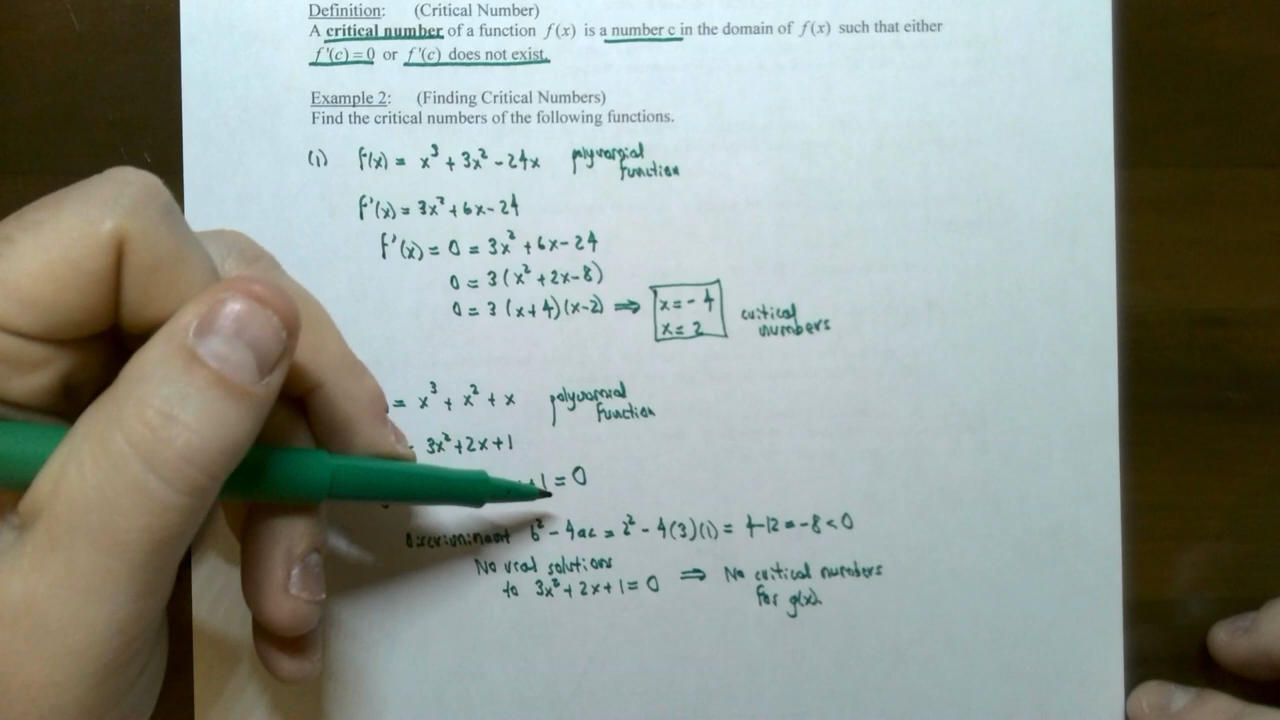 Definition: (Critical Number)
A critical number of a function f(x) is a number c in the domain of f(x) such that either
f'(c)=0 or f'(c) does not exist.
Example 2: (Finding Critical Numbers)
Find the critical numbers of the following functions.
(1) f(x) = x³ + 3x² - 24x polynomial function
f'(x) = 3x² + 6x - 24
f'(x) = 0 = 3x² + 6x - 24
0 = 3(x² + 2x - 8)
0 = 3(x+4)(x-2) ⇒ x = -4
x = 2
critical numbers
= x³ + x² + x polynomial function
3x² + 2x + 1
+1 = 0
Discriminant b² - 4ac = 2² - 4(3)(1) = 4-12 = -8 < 0
No real solutions
to 3x² + 2x + 1 = 0 ⇒ No critical numbers
for g(x).